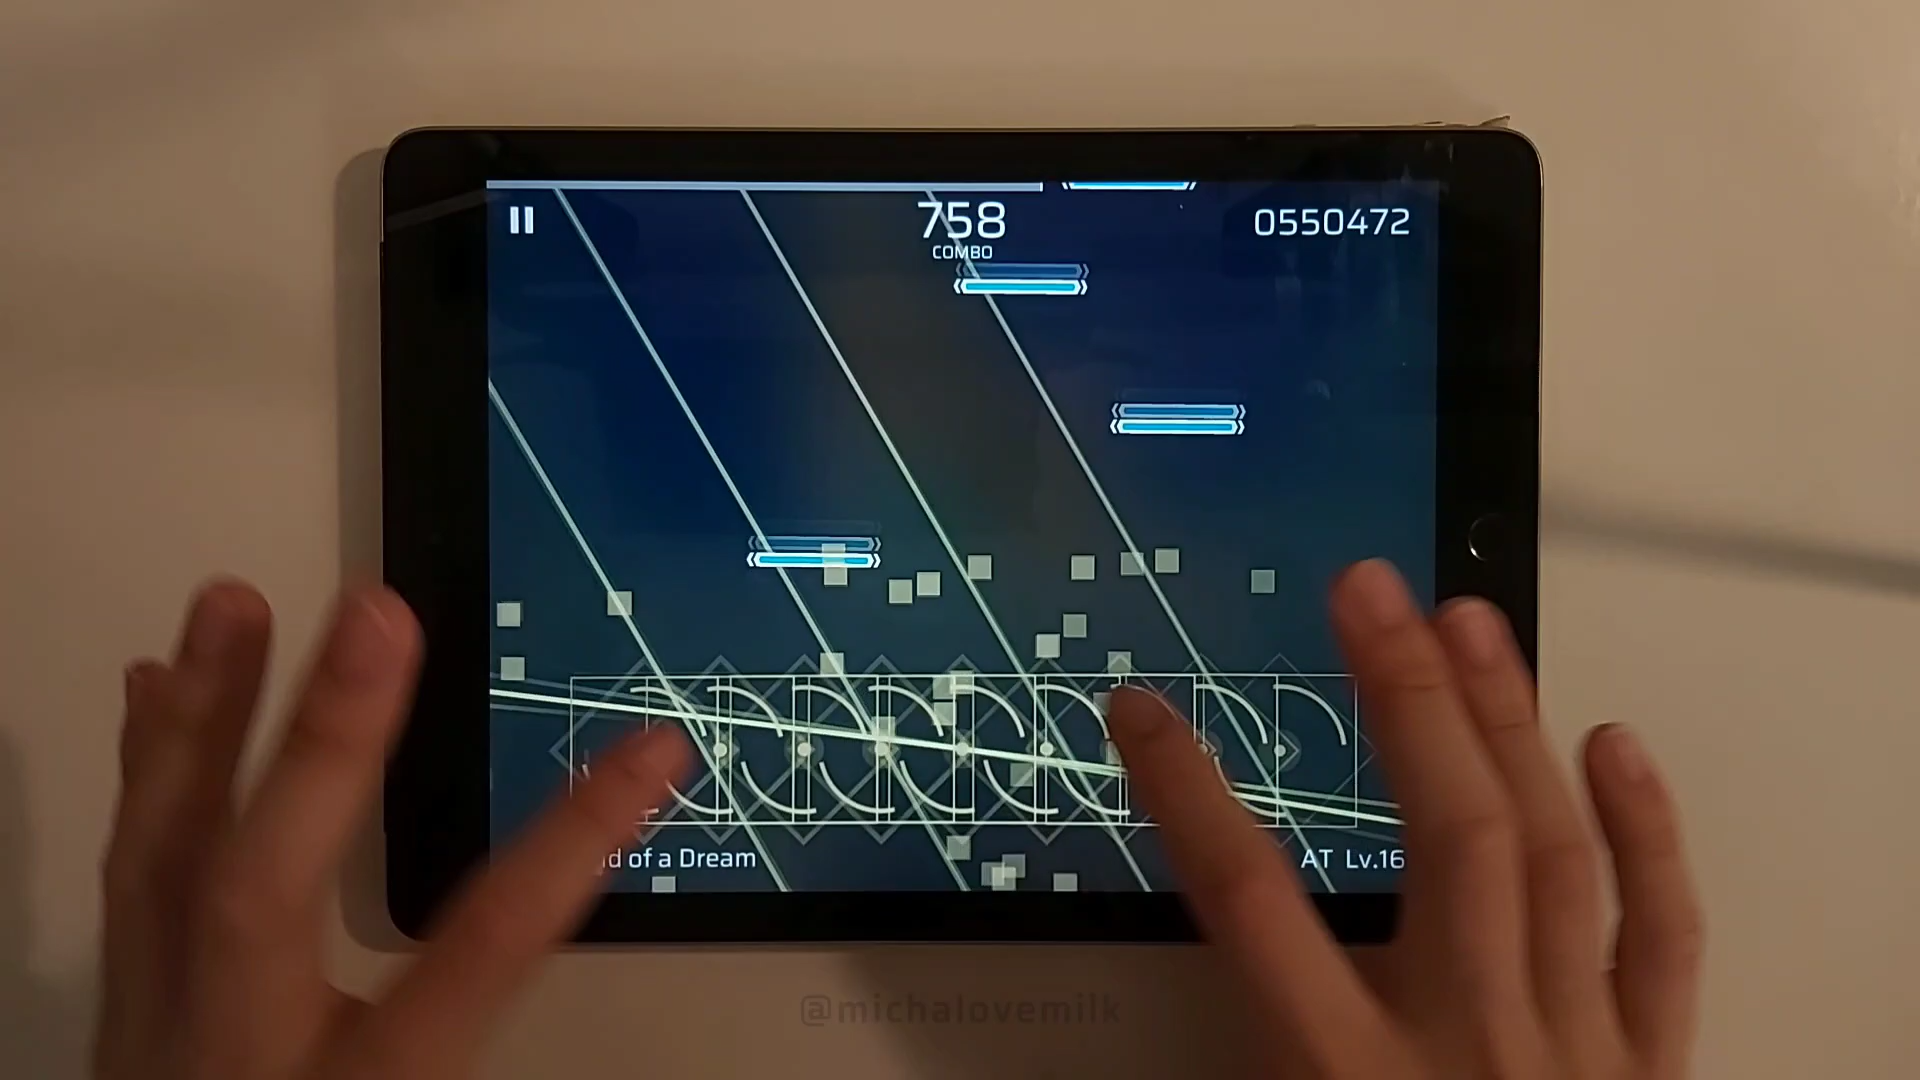 758
COMBO
0550472
d of a Dream
AT Lv.16
@michalovemilk